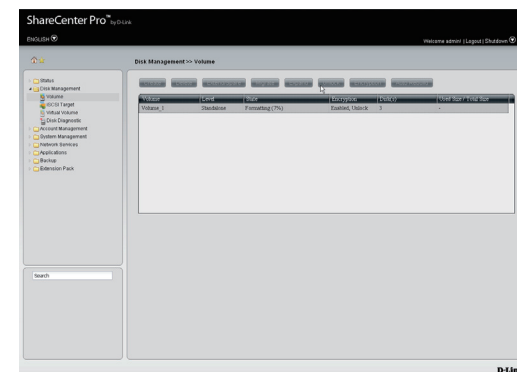 ShareCenter Pro™ by D-Link
ENGLISH
Welcome admin! | Logout | Shutdown
Disk Management >> Volume
Status
Disk Management
Volume
iSCSI Target
Virtual Volume
Disk Diagnostic
Account Management
System Management
Network Services
Applications
Backup
Extension Pack
Volume Level State Encryption Disk(s) Used Size / Total Size
Volume_1 Standalone Formatting (7%) Enabled, Unlock 3 -
Search
D-Lin